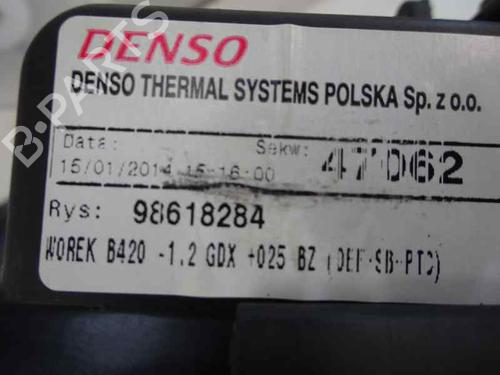 DENSO
DENSO THERMAL SYSTEMS POLSKA Sp. z o.o.
Data: Sekw: 47062
15/01/2014 15:16:00
Rys: 98618284
WOREK B420 -1.2 GDX +025 BZ (DEF-SB-PTC)
B-PARTS